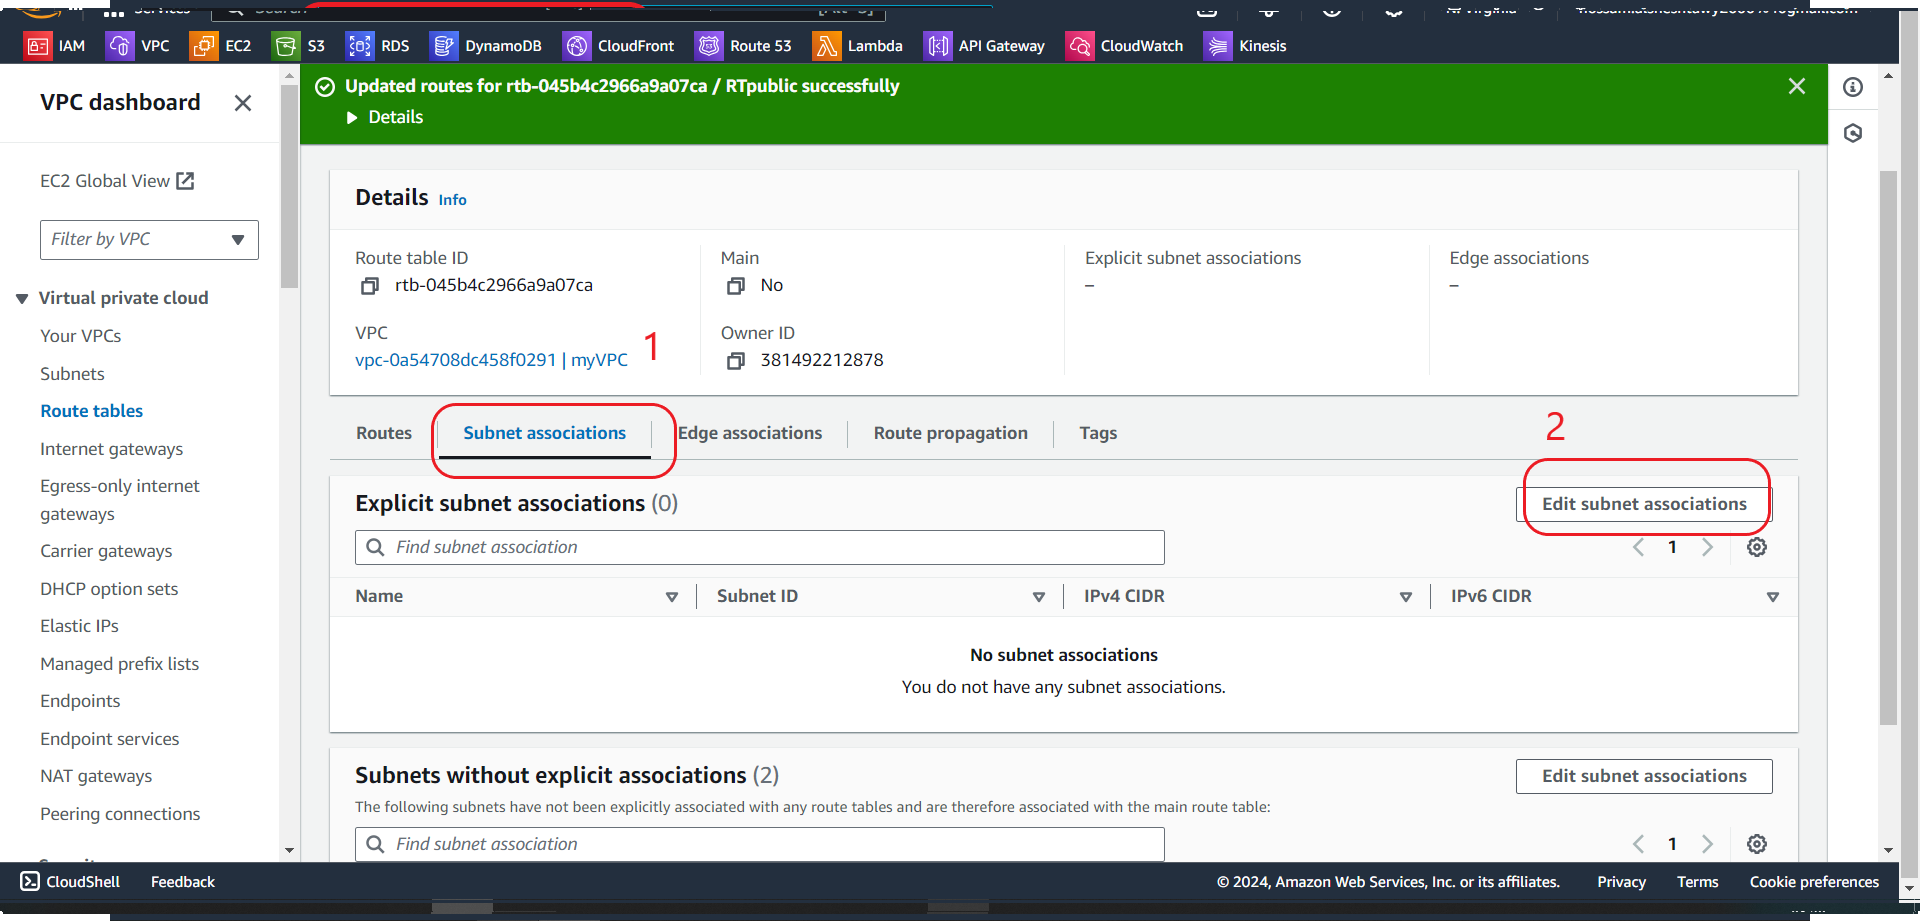 IAM VPC EC2 S3 RDS DynamoDB CloudFront Route 53 Lambda API Gateway CloudWatch Kinesis
VPC dashboard
EC2 Global View
Filter by VPC
Virtual private cloud
Your VPCs
Subnets
Route tables
Internet gateways
Egress-only internet
gateways
Carrier gateways
DHCP option sets
Elastic IPs
Managed prefix lists
Endpoints
Endpoint services
NAT gateways
Peering connections
Updated routes for rtb-045b4c2966a9a07ca / RTpublic successfully
Details
Details Info
Route table ID
rtb-045b4c2966a9a07ca
Main
No
Explicit subnet associations
–
Edge associations
–
VPC
vpc-0a54708dc458f0291 | myVPC
1
Owner ID
381492212878
Routes Subnet associations Edge associations Route propagation Tags
2
Explicit subnet associations (0)
Edit subnet associations
Find subnet association
1
Name Subnet ID IPv4 CIDR IPv6 CIDR
No subnet associations
You do not have any subnet associations.
Subnets without explicit associations (2)
Edit subnet associations
The following subnets have not been explicitly associated with any route tables and are therefore associated with the main route table:
Find subnet association
1
CloudShell Feedback © 2024, Amazon Web Services, Inc. or its affiliates. Privacy Terms Cookie preferences